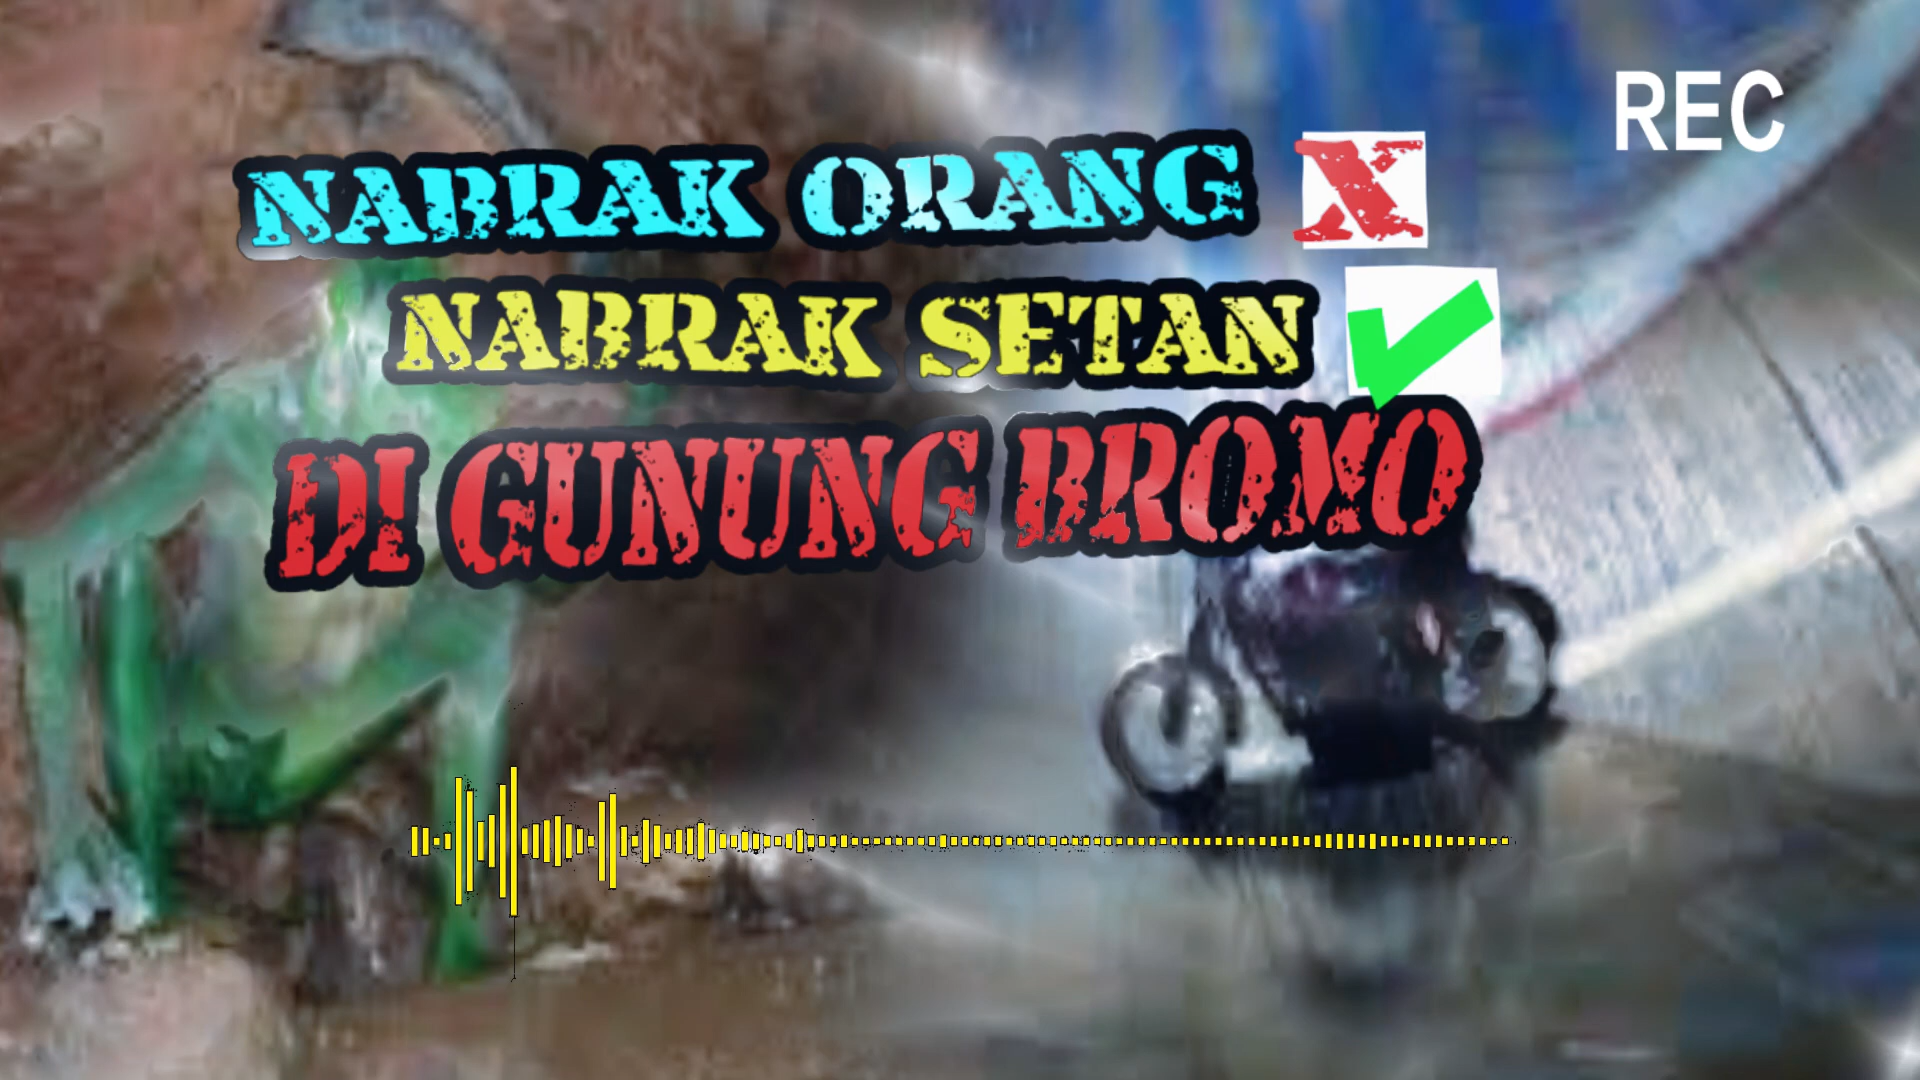 REC
NABRAK ORANG X
NABRAK SETAN ✓
DI GUNUNG BROMO